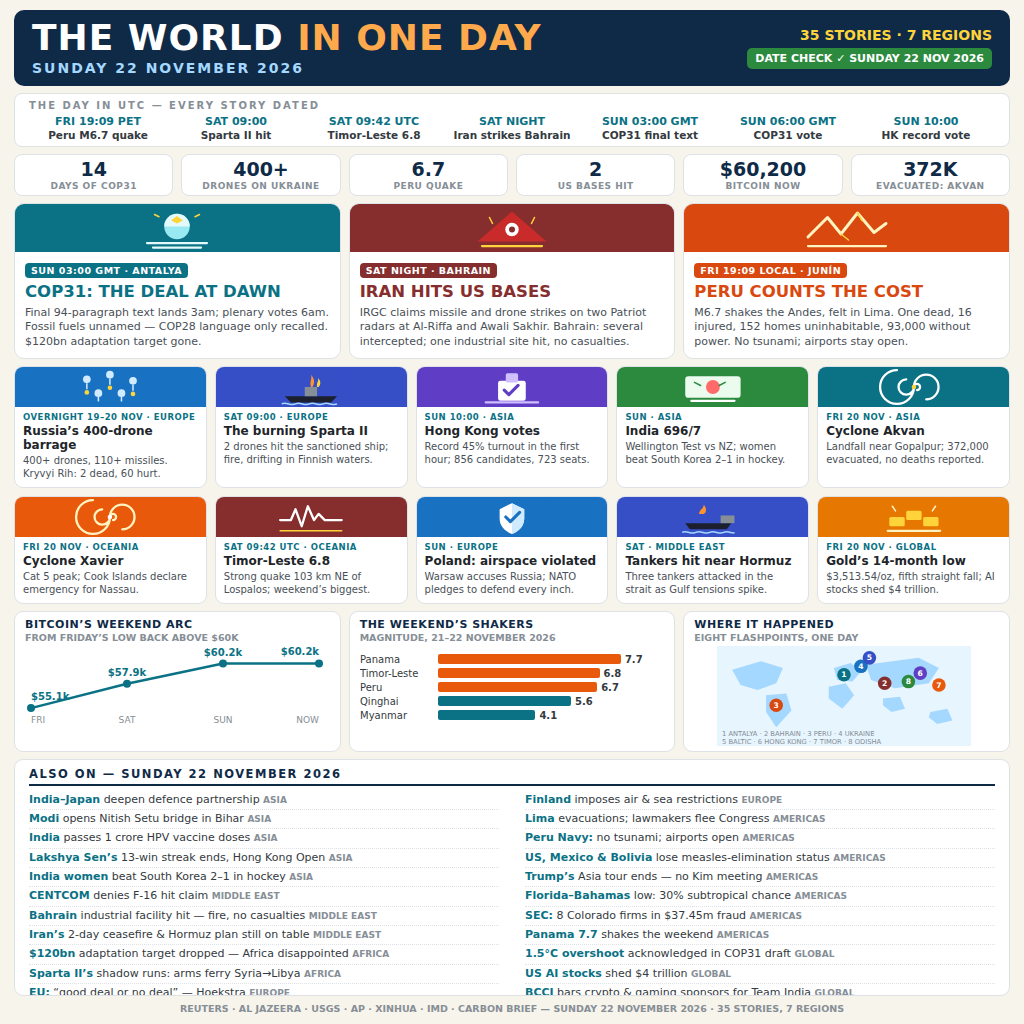 THE WORLD IN ONE DAY
SUNDAY 22 NOVEMBER 2026
35 STORIES · 7 REGIONS
DATE CHECK ✓ SUNDAY 22 NOV 2026
THE DAY IN UTC — EVERY STORY DATED
FRI 19:09 PET
Peru M6.7 quake
SAT 09:00
Sparta II hit
SAT 09:42 UTC
Timor-Leste 6.8
SAT NIGHT
Iran strikes Bahrain
SUN 03:00 GMT
COP31 final text
SUN 06:00 GMT
COP31 vote
SUN 10:00
HK record vote
14
DAYS OF COP31
400+
DRONES ON UKRAINE
6.7
PERU QUAKE
2
US BASES HIT
$60,200
BITCOIN NOW
372K
EVACUATED: AKVAN
SUN 03:00 GMT · ANTALYA
COP31: THE DEAL AT DAWN
Final 94-paragraph text lands 3am; plenary votes 6am.
Fossil fuels unnamed — COP28 language only recalled.
$120bn adaptation target gone.
SAT NIGHT · BAHRAIN
IRAN HITS US BASES
IRGC claims missile and drone strikes on two Patriot
radars at Al-Riffa and Awali Sakhir. Bahrain: several
intercepted; one industrial site hit, no casualties.
FRI 19:09 LOCAL · JUNÍN
PERU COUNTS THE COST
M6.7 shakes the Andes, felt in Lima. One dead, 16
injured, 152 homes uninhabitable, 93,000 without
power. No tsunami; airports stay open.
OVERNIGHT 19–20 NOV · EUROPE
Russia’s 400-drone
barrage
400+ drones, 110+ missiles.
Kryvyi Rih: 2 dead, 60 hurt.
SAT 09:00 · EUROPE
The burning Sparta II
2 drones hit the sanctioned ship;
fire, drifting in Finnish waters.
SUN 10:00 · ASIA
Hong Kong votes
Record 45% turnout in the first
hour; 856 candidates, 723 seats.
SUN · ASIA
India 696/7
Wellington Test vs NZ; women
beat South Korea 2–1 in hockey.
FRI 20 NOV · ASIA
Cyclone Akvan
Landfall near Gopalpur; 372,000
evacuated, no deaths reported.
FRI 20 NOV · OCEANIA
Cyclone Xavier
Cat 5 peak; Cook Islands declare
emergency for Nassau.
SAT 09:42 UTC · OCEANIA
Timor-Leste 6.8
Strong quake 103 km NE of
Lospalos; weekend’s biggest.
SUN · EUROPE
Poland: airspace violated
Warsaw accuses Russia; NATO
pledges to defend every inch.
SAT · MIDDLE EAST
Tankers hit near Hormuz
Three tankers attacked in the
strait as Gulf tensions spike.
FRI 20 NOV · GLOBAL
Gold’s 14-month low
$3,513.54/oz, fifth straight fall; AI
stocks shed $4 trillion.
BITCOIN’S WEEKEND ARC
FROM FRIDAY’S LOW BACK ABOVE $60K
$55.1k
$57.9k
$60.2k
$60.2k
FRI
SAT
SUN
NOW
THE WEEKEND’S SHAKERS
MAGNITUDE, 21–22 NOVEMBER 2026
Panama 7.7
Timor-Leste 6.8
Peru 6.7
Qinghai 5.6
Myanmar 4.1
WHERE IT HAPPENED
EIGHT FLASHPOINTS, ONE DAY
5
4
1
6
2
8
7
3
1 ANTALYA · 2 BAHRAIN · 3 PERU · 4 UKRAINE
5 BALTIC · 6 HONG KONG · 7 TIMOR · 8 ODISHA
ALSO ON — SUNDAY 22 NOVEMBER 2026
India–Japan deepen defence partnership ASIA
Modi opens Nitish Setu bridge in Bihar ASIA
India passes 1 crore HPV vaccine doses ASIA
Lakshya Sen’s 13-win streak ends, Hong Kong Open ASIA
India women beat South Korea 2–1 in hockey ASIA
CENTCOM denies F-16 hit claim MIDDLE EAST
Bahrain industrial facility hit — fire, no casualties MIDDLE EAST
Iran’s 2-day ceasefire & Hormuz plan still on table MIDDLE EAST
$120bn adaptation target dropped — Africa disappointed AFRICA
Sparta II’s shadow runs: arms ferry Syria→Libya AFRICA
EU: “good deal or no deal” — Hoekstra EUROPE
Finland imposes air & sea restrictions EUROPE
Lima evacuations; lawmakers flee Congress AMERICAS
Peru Navy: no tsunami; airports open AMERICAS
US, Mexico & Bolivia lose measles-elimination status AMERICAS
Trump’s Asia tour ends — no Kim meeting AMERICAS
Florida–Bahamas low: 30% subtropical chance AMERICAS
SEC: 8 Colorado firms in $37.45m fraud AMERICAS
Panama 7.7 shakes the weekend AMERICAS
1.5°C overshoot acknowledged in COP31 draft GLOBAL
US AI stocks shed $4 trillion GLOBAL
BCCI bars crypto & gaming sponsors for Team India GLOBAL
REUTERS · AL JAZEERA · USGS · AP · XINHUA · IMD · CARBON BRIEF — SUNDAY 22 NOVEMBER 2026 · 35 STORIES, 7 REGIONS